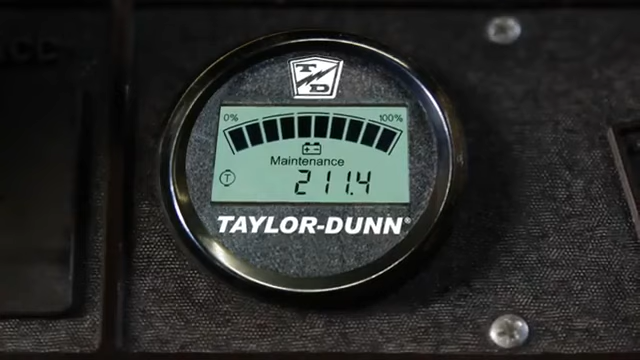 T
D
0% 100%
Maintenance
T 211.4
TAYLOR-DUNN®